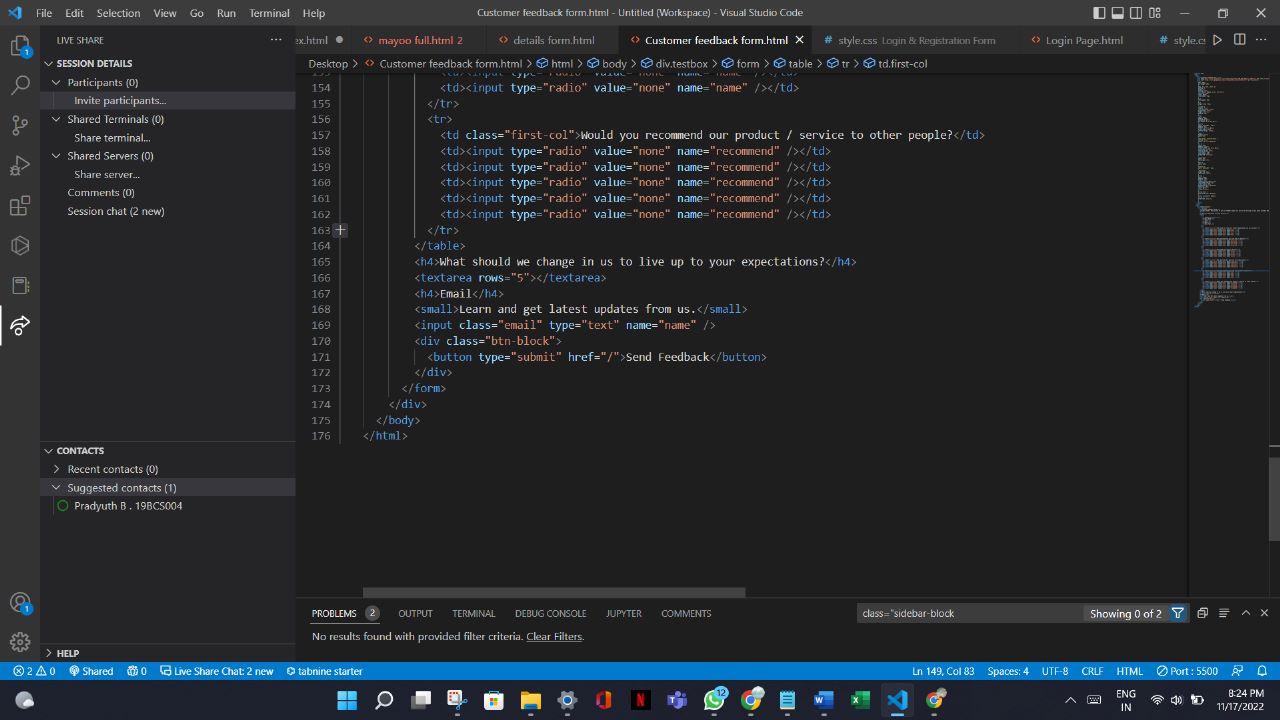 File Edit Selection View Go Run Terminal Help Customer feedback form.html - Untitled (Workspace) - Visual Studio Code
LIVE SHARE ···
SESSION DETAILS
Participants (0)
Invite participants...
Shared Terminals (0)
Share terminal...
Shared Servers (0)
Share server...
Comments (0)
Session chat (2 new)
CONTACTS
Recent contacts (0)
Suggested contacts (1)
Pradyuth B . 19BCS004
HELP
1
1
ex.html mayoo full.html 2 details form.html Customer feedback form.html style.css Login & Registration Form Login Page.html style.cs
Desktop > Customer feedback form.html > html > body > div.testbox > form > table > tr > td.first-col
153 <td><input type="radio" value="none" name="name" /></td>
154 <td><input type="radio" value="none" name="name" /></td>
155 </tr>
156 <tr>
157 <td class="first-col">Would you recommend our product / service to other people?</td>
158 <td><input type="radio" value="none" name="recommend" /></td>
159 <td><input type="radio" value="none" name="recommend" /></td>
160 <td><input type="radio" value="none" name="recommend" /></td>
161 <td><input type="radio" value="none" name="recommend" /></td>
162 <td><input type="radio" value="none" name="recommend" /></td>
163 </tr>
164 </table>
165 <h4>What should we change in us to live up to your expectations?</h4>
166 <textarea rows="5"></textarea>
167 <h4>Email</h4>
168 <small>Learn and get latest updates from us.</small>
169 <input class="email" type="text" name="name" />
170 <div class="btn-block">
171 <button type="submit" href="/">Send Feedback</button>
172 </div>
173 </form>
174 </div>
175 </body>
176 </html>
PROBLEMS 2 OUTPUT TERMINAL DEBUG CONSOLE JUPYTER COMMENTS class="sidebar-block Showing 0 of 2
No results found with provided filter criteria. Clear Filters.
2 0 Shared 0 Live Share Chat: 2 new tabnine starter Ln 149, Col 83 Spaces: 4 UTF-8 CRLF HTML Port : 5500
12
ENG
IN
8:24 PM
11/17/2022